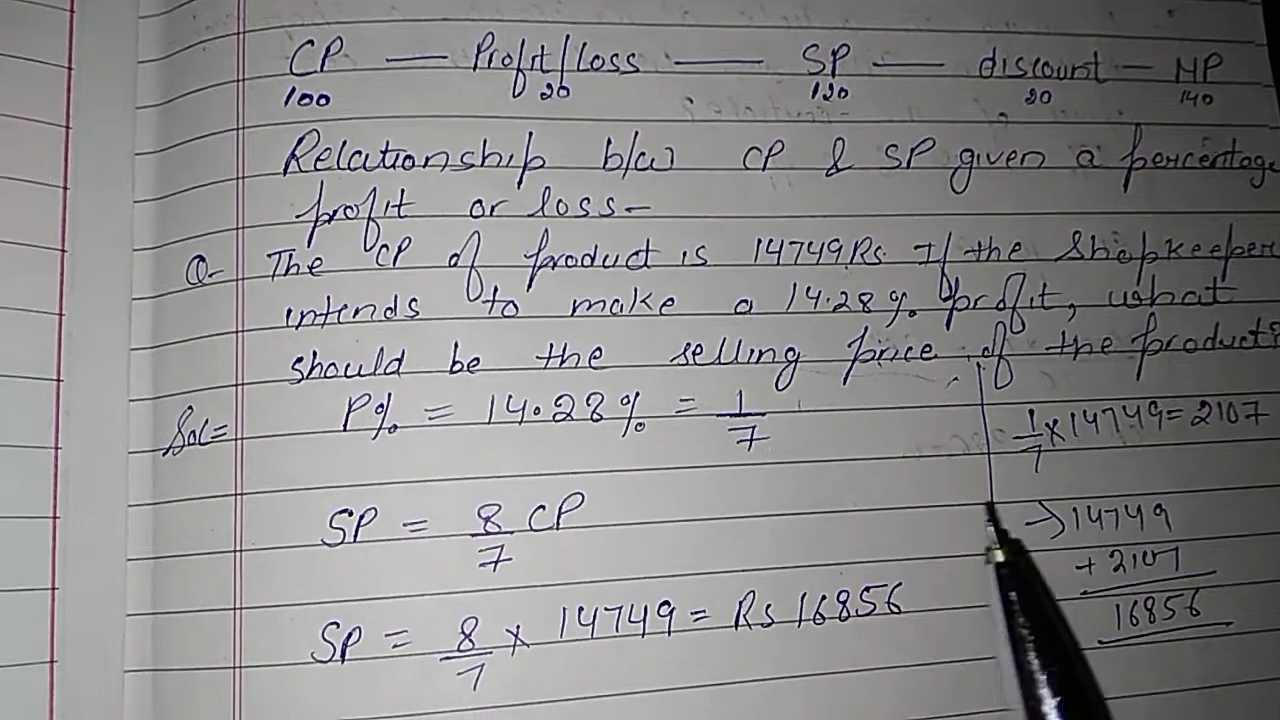 CP — Profit/loss — SP — discount — MP
100 20 120 20 140
Relationship b/w CP & SP given a percentage
profit or loss-
Q- The CP of product is 14749 Rs. If the Shopkeeper
intends to make a 14.28% profit, what
should be the selling price of the product?
Sol= P% = 14.28% = 1/7
1/7 × 14749 = 2107
SP = 8/7 CP
→ 14749
+ 2107
16856
SP = 8/7 × 14749 = Rs 16856